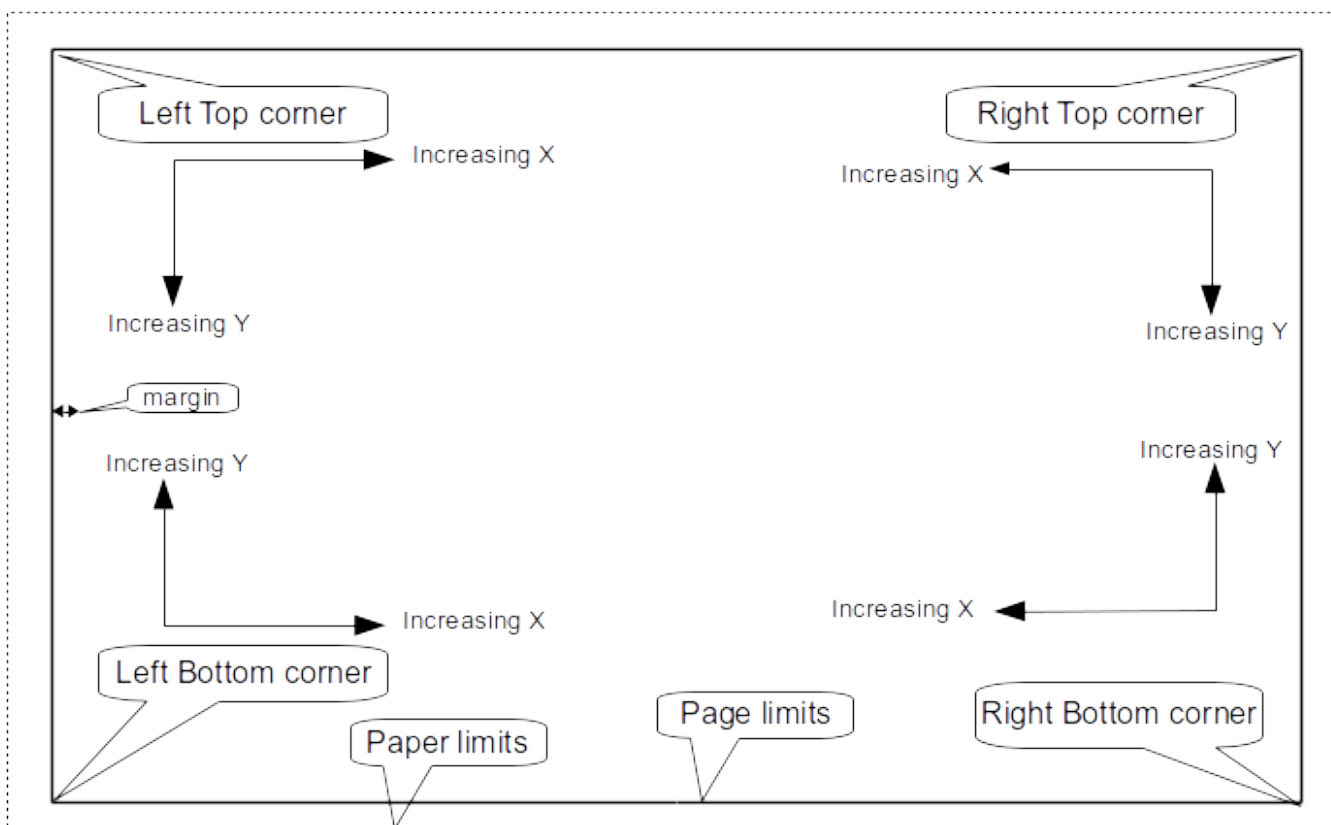 Left Top corner
Right Top corner
Increasing X
Increasing X
Increasing Y
Increasing Y
margin
Increasing Y
Increasing Y
Increasing X
Increasing X
Left Bottom corner
Page limits
Right Bottom corner
Paper limits